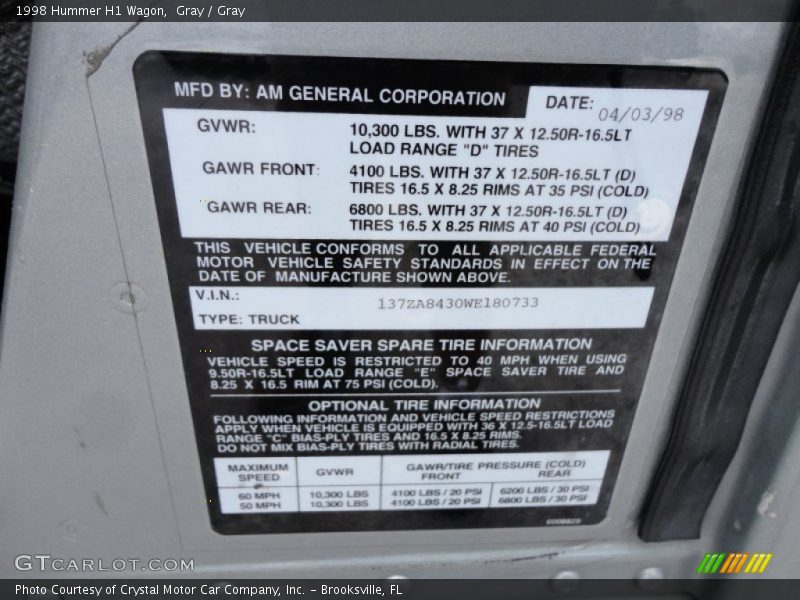 1998 Hummer H1 Wagon, Gray / Gray
MFD BY: AM GENERAL CORPORATION
DATE: 04/03/98
GVWR: 10,300 LBS. WITH 37 X 12.50R-16.5LT
LOAD RANGE "D" TIRES
GAWR FRONT: 4100 LBS. WITH 37 X 12.50R-16.5LT (D)
TIRES 16.5 X 8.25 RIMS AT 35 PSI (COLD)
GAWR REAR: 6800 LBS. WITH 37 X 12.50R-16.5LT (D)
TIRES 16.5 X 8.25 RIMS AT 40 PSI (COLD)
THIS VEHICLE CONFORMS TO ALL APPLICABLE FEDERAL
MOTOR VEHICLE SAFETY STANDARDS IN EFFECT ON THE
DATE OF MANUFACTURE SHOWN ABOVE.
V.I.N.: 137ZA8430WE180733
TYPE: TRUCK
SPACE SAVER SPARE TIRE INFORMATION
VEHICLE SPEED IS RESTRICTED TO 40 MPH WHEN USING
9.50R-16.5LT LOAD RANGE "E" SPACE SAVER TIRE AND
8.25 X 16.5 RIM AT 75 PSI (COLD).
OPTIONAL TIRE INFORMATION
FOLLOWING INFORMATION AND VEHICLE SPEED RESTRICTIONS
APPLY WHEN VEHICLE IS EQUIPPED WITH 36 X 12.5-16.5LT LOAD
RANGE "C" BIAS-PLY TIRES AND 16.5 X 8.25 RIMS.
DO NOT MIX BIAS-PLY TIRES WITH RADIAL TIRES.
MAXIMUM SPEED GVWR GAWR/TIRE PRESSURE (COLD)
FRONT REAR
60 MPH 10,300 LBS 4100 LBS / 20 PSI 6200 LBS / 30 PSI
50 MPH 10,300 LBS 4100 LBS / 20 PSI 6800 LBS / 30 PSI
6008829
GTCARLOT.COM
Photo Courtesy of Crystal Motor Car Company, Inc. – Brooksville, FL